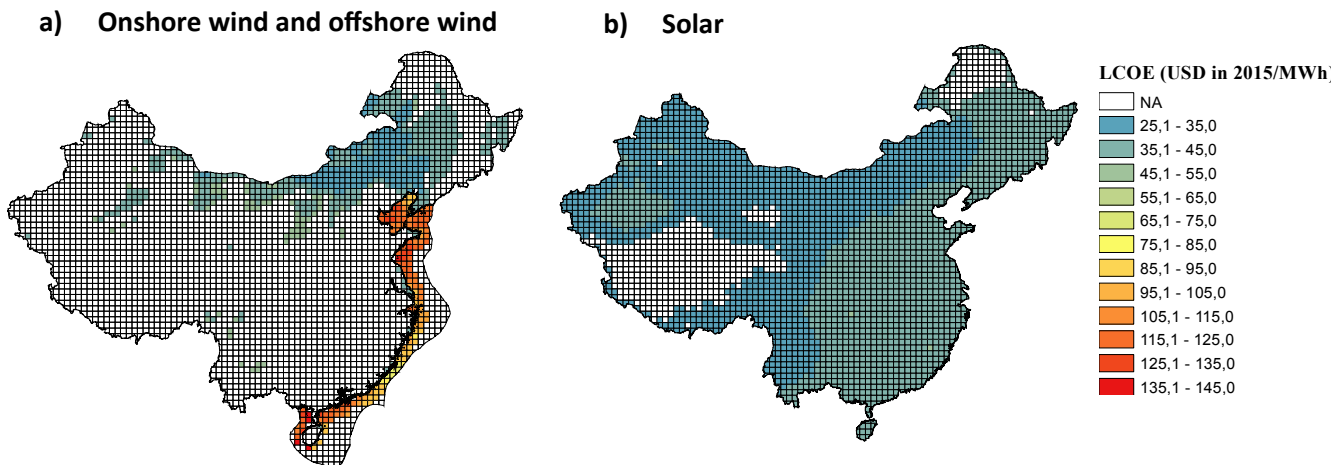 a) Onshore wind and offshore wind
b) Solar
LCOE (USD in 2015/MWh)
NA
25,1 - 35,0
35,1 - 45,0
45,1 - 55,0
55,1 - 65,0
65,1 - 75,0
75,1 - 85,0
85,1 - 95,0
95,1 - 105,0
105,1 - 115,0
115,1 - 125,0
125,1 - 135,0
135,1 - 145,0